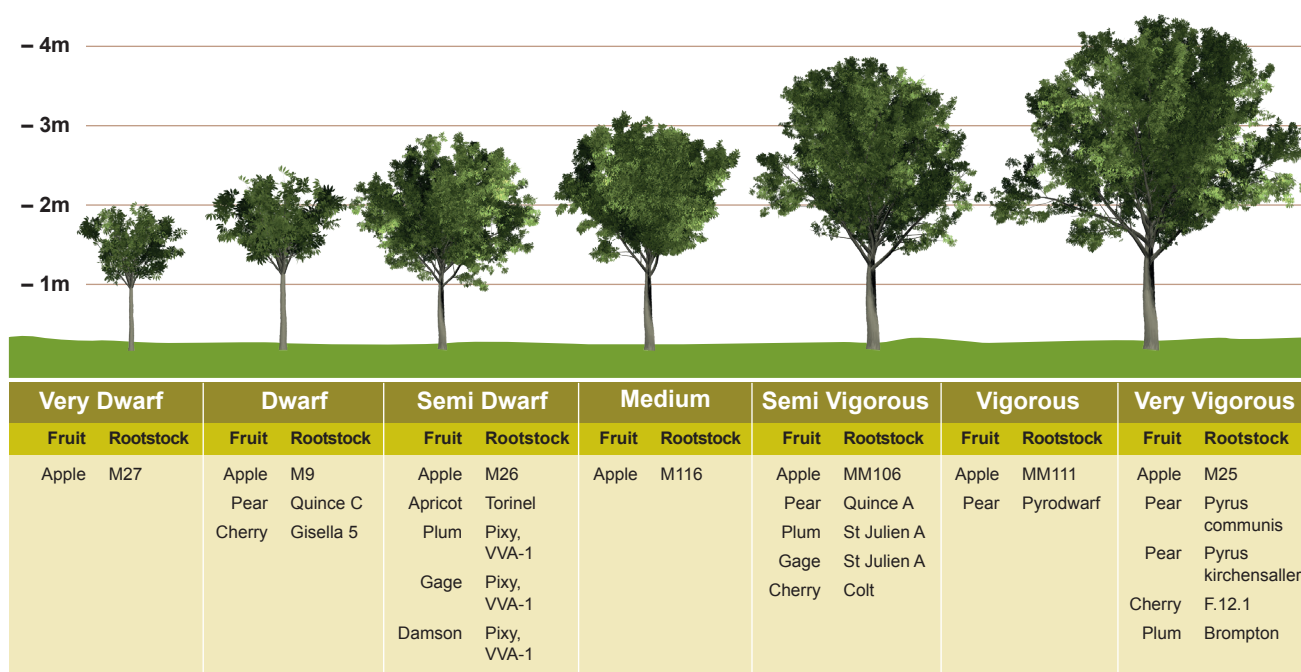 – 4m
– 3m
– 2m
– 1m
Very Dwarf
Fruit Rootstock
Apple M27
Dwarf
Fruit Rootstock
Apple M9
Pear Quince C
Cherry Gisella 5
Semi Dwarf
Fruit Rootstock
Apple M26
Apricot Torinel
Plum Pixy,
VVA-1
Gage Pixy,
VVA-1
Damson Pixy,
VVA-1
Medium
Fruit Rootstock
Apple M116
Semi Vigorous
Fruit Rootstock
Apple MM106
Pear Quince A
Plum St Julien A
Gage St Julien A
Cherry Colt
Vigorous
Fruit Rootstock
Apple MM111
Pear Pyrodwarf
Very Vigorous
Fruit Rootstock
Apple M25
Pear Pyrus
communis
Pear Pyrus
kirchensaller
Cherry F.12.1
Plum Brompton